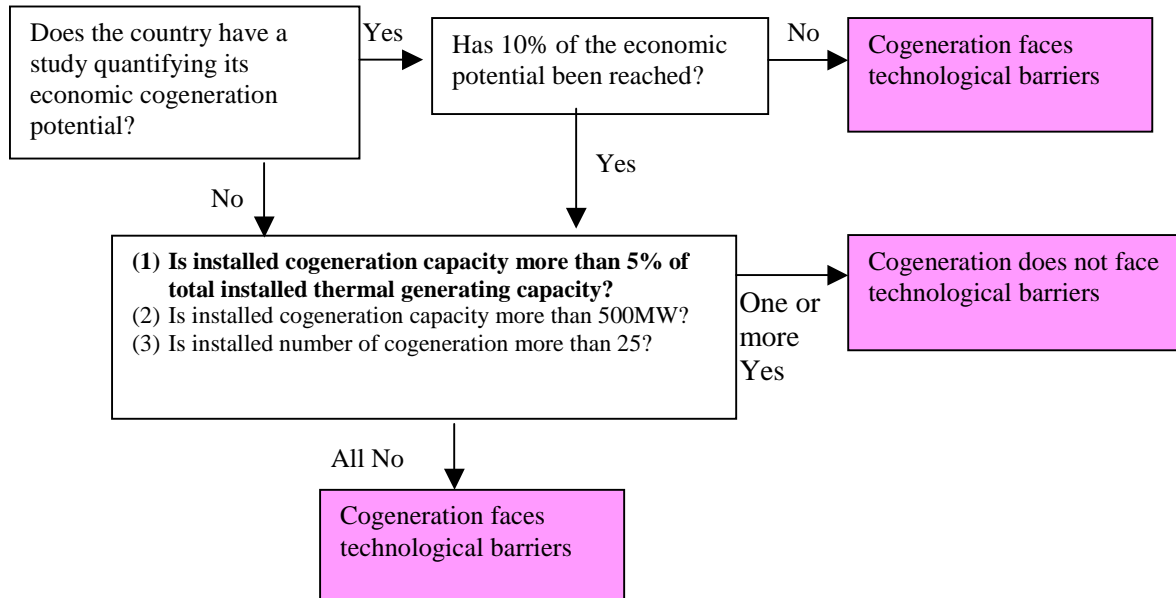 Does the country have a
study quantifying its
economic cogeneration
potential?
Yes
Has 10% of the economic
potential been reached?
No
Cogeneration faces
technological barriers
No
Yes
(1) Is installed cogeneration capacity more than 5% of
total installed thermal generating capacity?
(2) Is installed cogeneration capacity more than 500MW?
(3) Is installed number of cogeneration more than 25?
One or
more
Yes
Cogeneration does not face
technological barriers
All No
Cogeneration faces
technological barriers